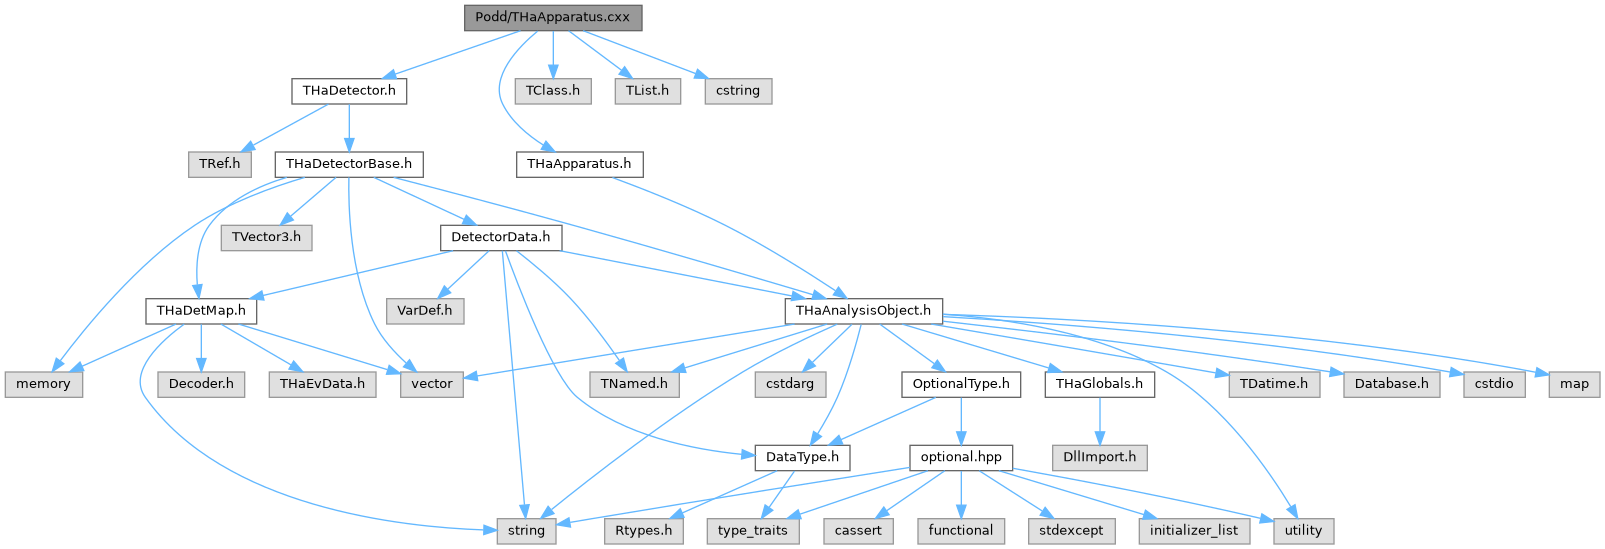 Podd/THaApparatus.cxx
THaDetector.h
TClass.h
TList.h
cstring
TRef.h
THaDetectorBase.h
THaApparatus.h
TVector3.h
DetectorData.h
THaDetMap.h
VarDef.h
THaAnalysisObject.h
memory
Decoder.h
THaEvData.h
vector
TNamed.h
cstdarg
OptionalType.h
THaGlobals.h
TDatime.h
Database.h
cstdio
map
DataType.h
optional.hpp
DllImport.h
string
Rtypes.h
type_traits
cassert
functional
stdexcept
initializer_list
utility